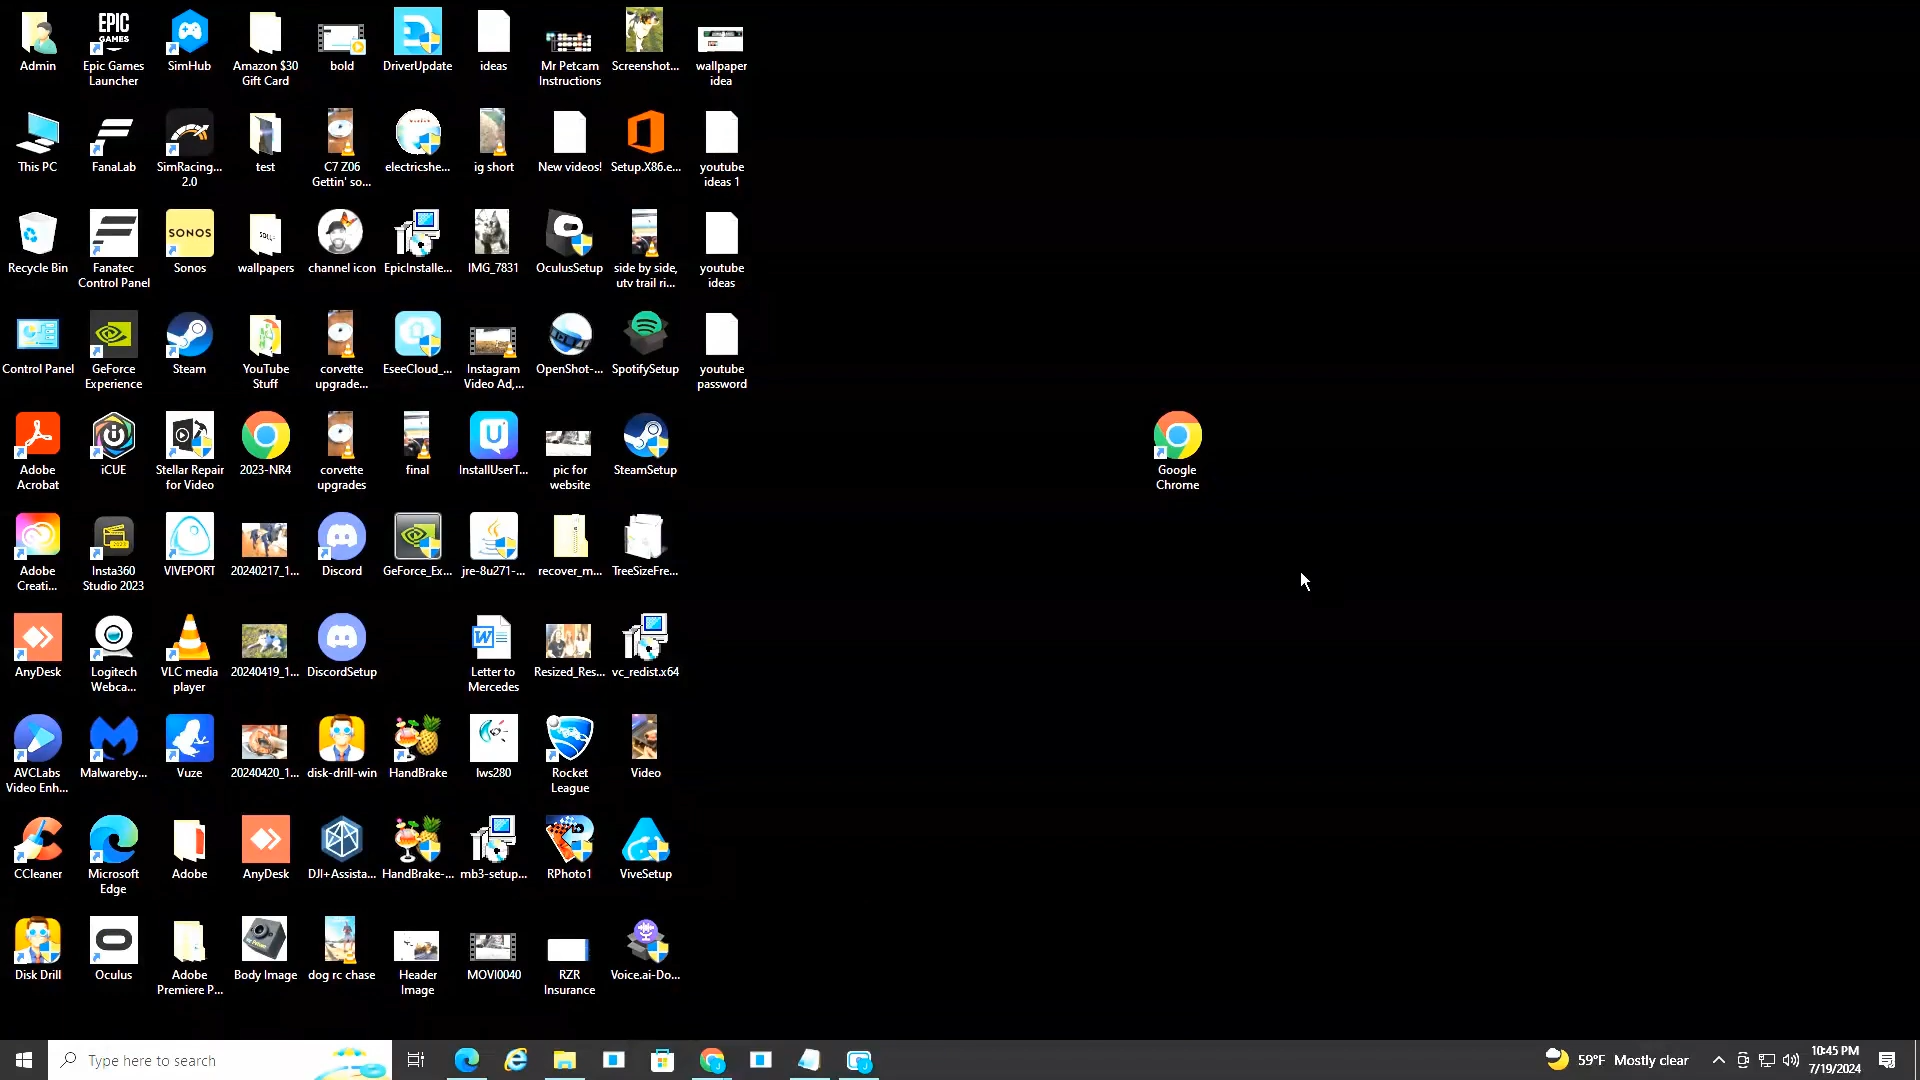 Admin
EPIC
GAMES
Epic Games
Launcher
SimHub
Amazon $30
Gift Card
bold
DriverUpdate
ideas
Mr Petcam
Instructions
Screenshot...
wallpaper
idea
This PC
FanaLab
SimRacing...
2.0
test
C7 Z06
Gettin' so...
electricshe...
ig short
New videos!
Setup.X86.e...
youtube
ideas 1
Recycle Bin
Fanatec
Control Panel
SONOS
Sonos
wallpapers
channel icon
EpicInstalle...
IMG_7831
OculusSetup
side by side,
utv trail ri...
youtube
ideas
Control Panel
GeForce
Experience
Steam
YouTube
Stuff
corvette
upgrade...
EseeCloud_...
Instagram
Video Ad,...
OpenShot-...
SpotifySetup
youtube
password
Adobe
Acrobat
iCUE
Stellar Repair
for Video
2023-NR4
corvette
upgrades
final
InstallUserT...
pic for
website
SteamSetup
Google
Chrome
Adobe
Creati...
2023
Insta360
Studio 2023
VIVEPORT
20240217_1...
Discord
GeForce_Ex...
jre-8u271-...
recover_m...
TreeSizeFre...
AnyDesk
Logitech
Webca...
VLC media
player
20240419_1...
DiscordSetup
Letter to
Mercedes
Resized_Res...
vc_redist.x64
AVCLabs
Video Enh...
Malwareby...
Vuze
20240420_1...
disk-drill-win
HandBrake
lws280
Rocket
League
Video
CCleaner
Microsoft
Edge
Adobe
AnyDesk
DJI+Assista...
HandBrake-...
mb3-setup...
RPhoto1
ViveSetup
Disk Drill
Oculus
Adobe
Premiere P...
Body Image
dog rc chase
Header
Image
MOVI0040
RZR
Insurance
Voice.ai-Do...
Type here to search
59°F Mostly clear
10:45 PM
7/19/2024